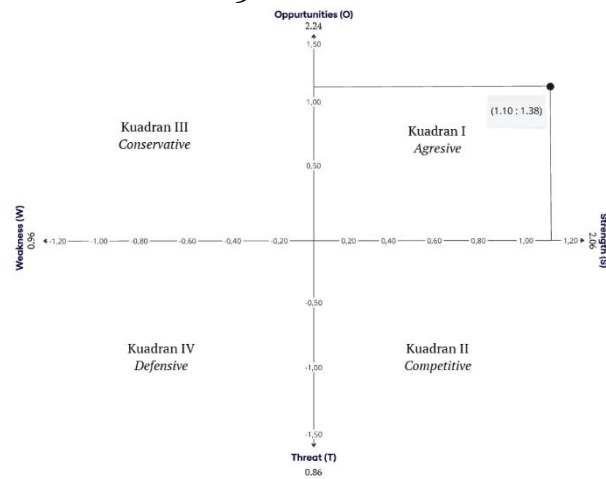 Oppurtunities (O)
2.24
1,50
1,00
(1.10 : 1.38)
Kuadran III
Conservative
Kuadran I
Agresive
0,50
Weakness (W)
0.96
-1,20 -1,00 -0,80 -0,60 -0,40 -0,20 0,20 0,40 0,60 0,80 1,00 1,20
2.06
Strength (S)
-0,50
Kuadran IV
Defensive
Kuadran II
Competitive
-1,00
-1,50
Threat (T)
0.86